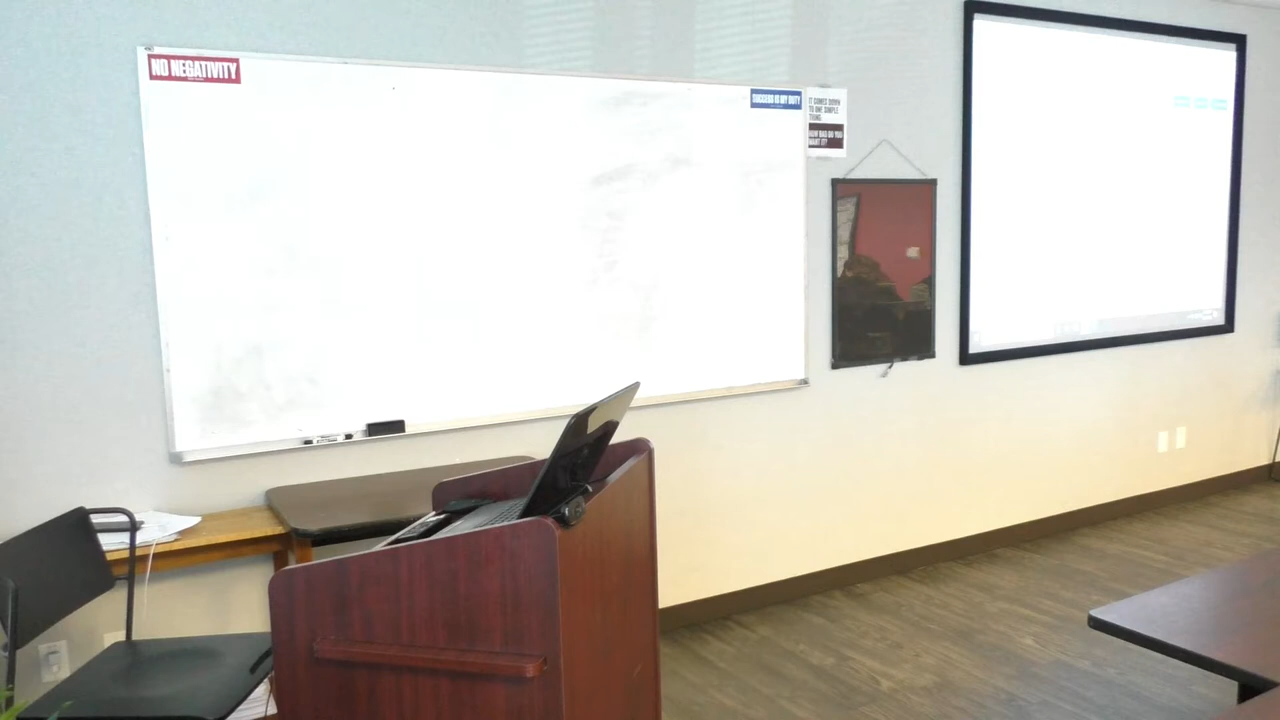 NO NEGATIVITY
SUCCESS IS MY DUTY
IT COMES DOWN
TO ONE SIMPLE
THING:
HOW BAD DO YOU
WANT IT?